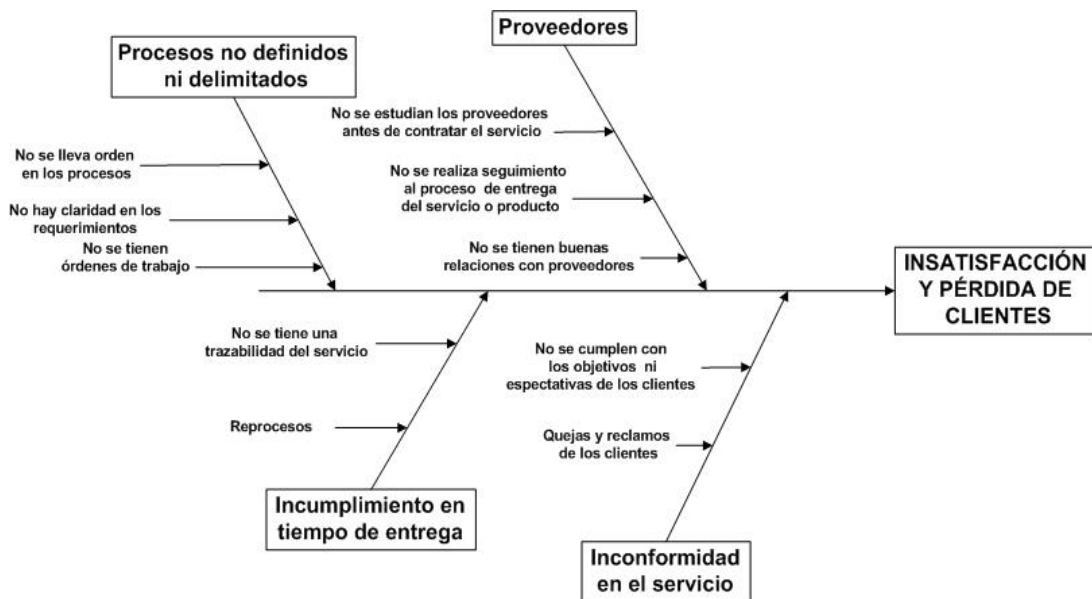 Proveedores
Procesos no definidos
ni delimitados
No se estudian los proveedores
antes de contratar el servicio
No se lleva orden
en los procesos
No se realiza seguimiento
al proceso de entrega
del servicio o producto
No hay claridad en los
requerimientos
No se tienen
órdenes de trabajo
No se tienen buenas
relaciones con proveedores
INSATISFACCIÓN
Y PÉRDIDA DE
CLIENTES
No se tiene una
trazabilidad del servicio
No se cumplen con
los objetivos ni
espectativas de los clientes
Reprocesos
Quejas y reclamos
de los clientes
Incumplimiento en
tiempo de entrega
Inconformidad
en el servicio